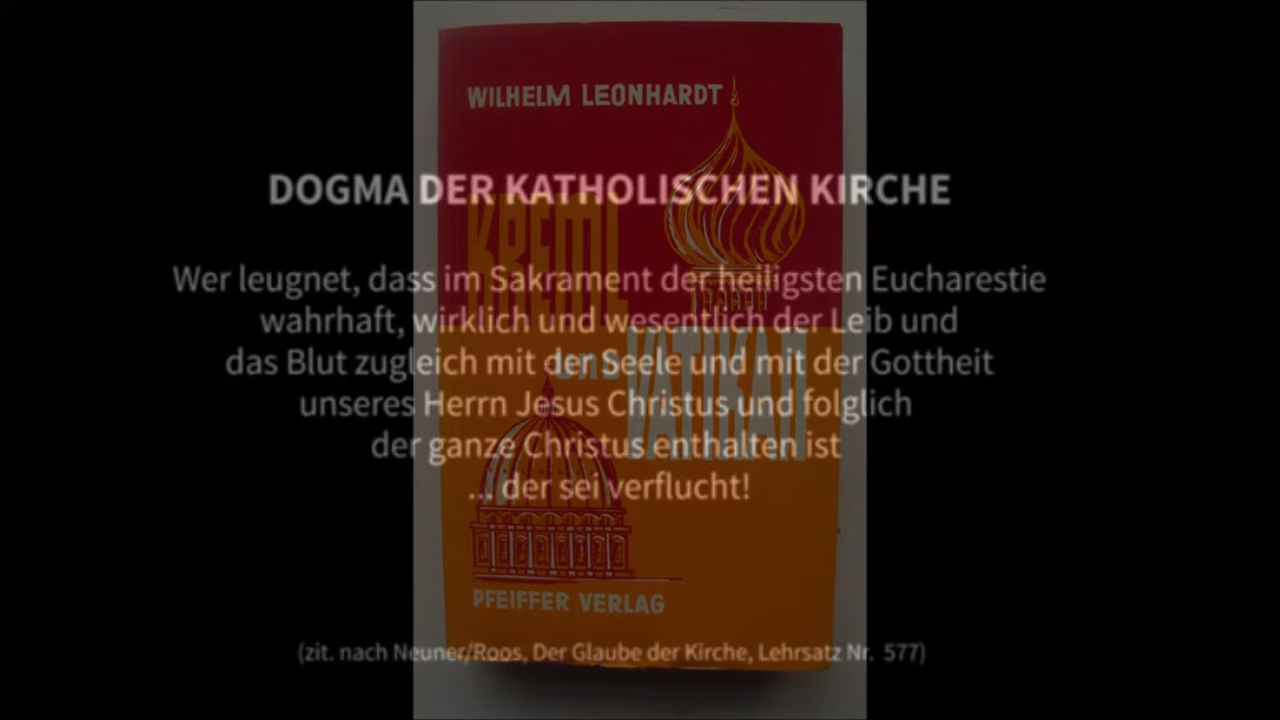 WILHELM LEONHARDT
DOGMA DER KATHOLISCHEN KIRCHE
KREML
Wer leugnet, dass im Sakrament der heiligsten Eucharestie
wahrhaft, wirklich und wesentlich der Leib und
VATIKAN
das Blut zugleich mit der Seele und mit der Gottheit
unseres Herrn Jesus Christus und folglich
der ganze Christus enthalten ist
... der sei verflucht!
PFEIFFER VERLAG
(zit. nach Neuner/Roos, Der Glaube der Kirche, Lehrsatz Nr. 577)